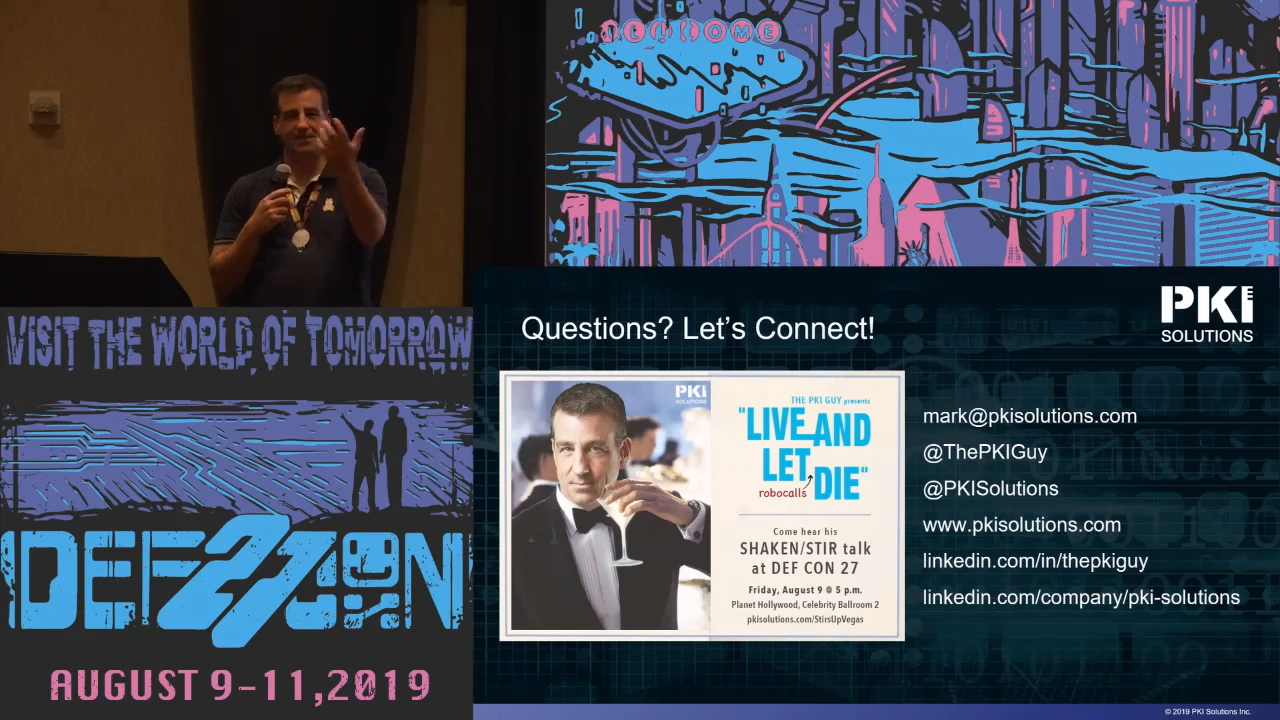 WELCOME
VISIT THE WORLD OF TOMORROW
DEF 27 CON
AUGUST 9-11,2019
PKI
SOLUTIONS
Questions? Let's Connect!
PKI
SOLUTIONS
THE PKI GUY presents
"LIVE AND
LET
robocalls
DIE"
Come hear his
SHAKEN/STIR talk
at DEF CON 27
Friday, August 9 @ 5 p.m.
Planet Hollywood, Celebrity Ballroom 2
pkisolutions.com/StirsUpVegas
mark@pkisolutions.com
@ThePKIGuy
@PKISolutions
www.pkisolutions.com
linkedin.com/in/thepkiguy
linkedin.com/company/pki-solutions
© 2019 PKI Solutions Inc.